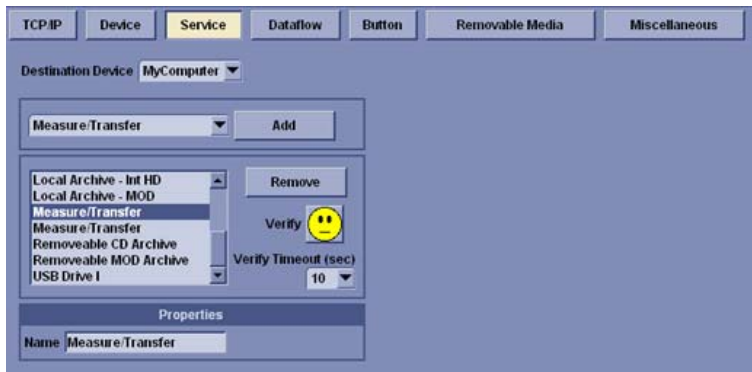 TCP/IP Device Service Dataflow Button Removable Media Miscellaneous
Destination Device MyComputer
Measure/Transfer Add
Local Archive - Int HD
Local Archive - MOD
Measure/Transfer
Measure/Transfer
Removeable CD Archive
Removeable MOD Archive
USB Drive I
Remove
Verify
Verify Timeout (sec)
10
Properties
Name Measure/Transfer